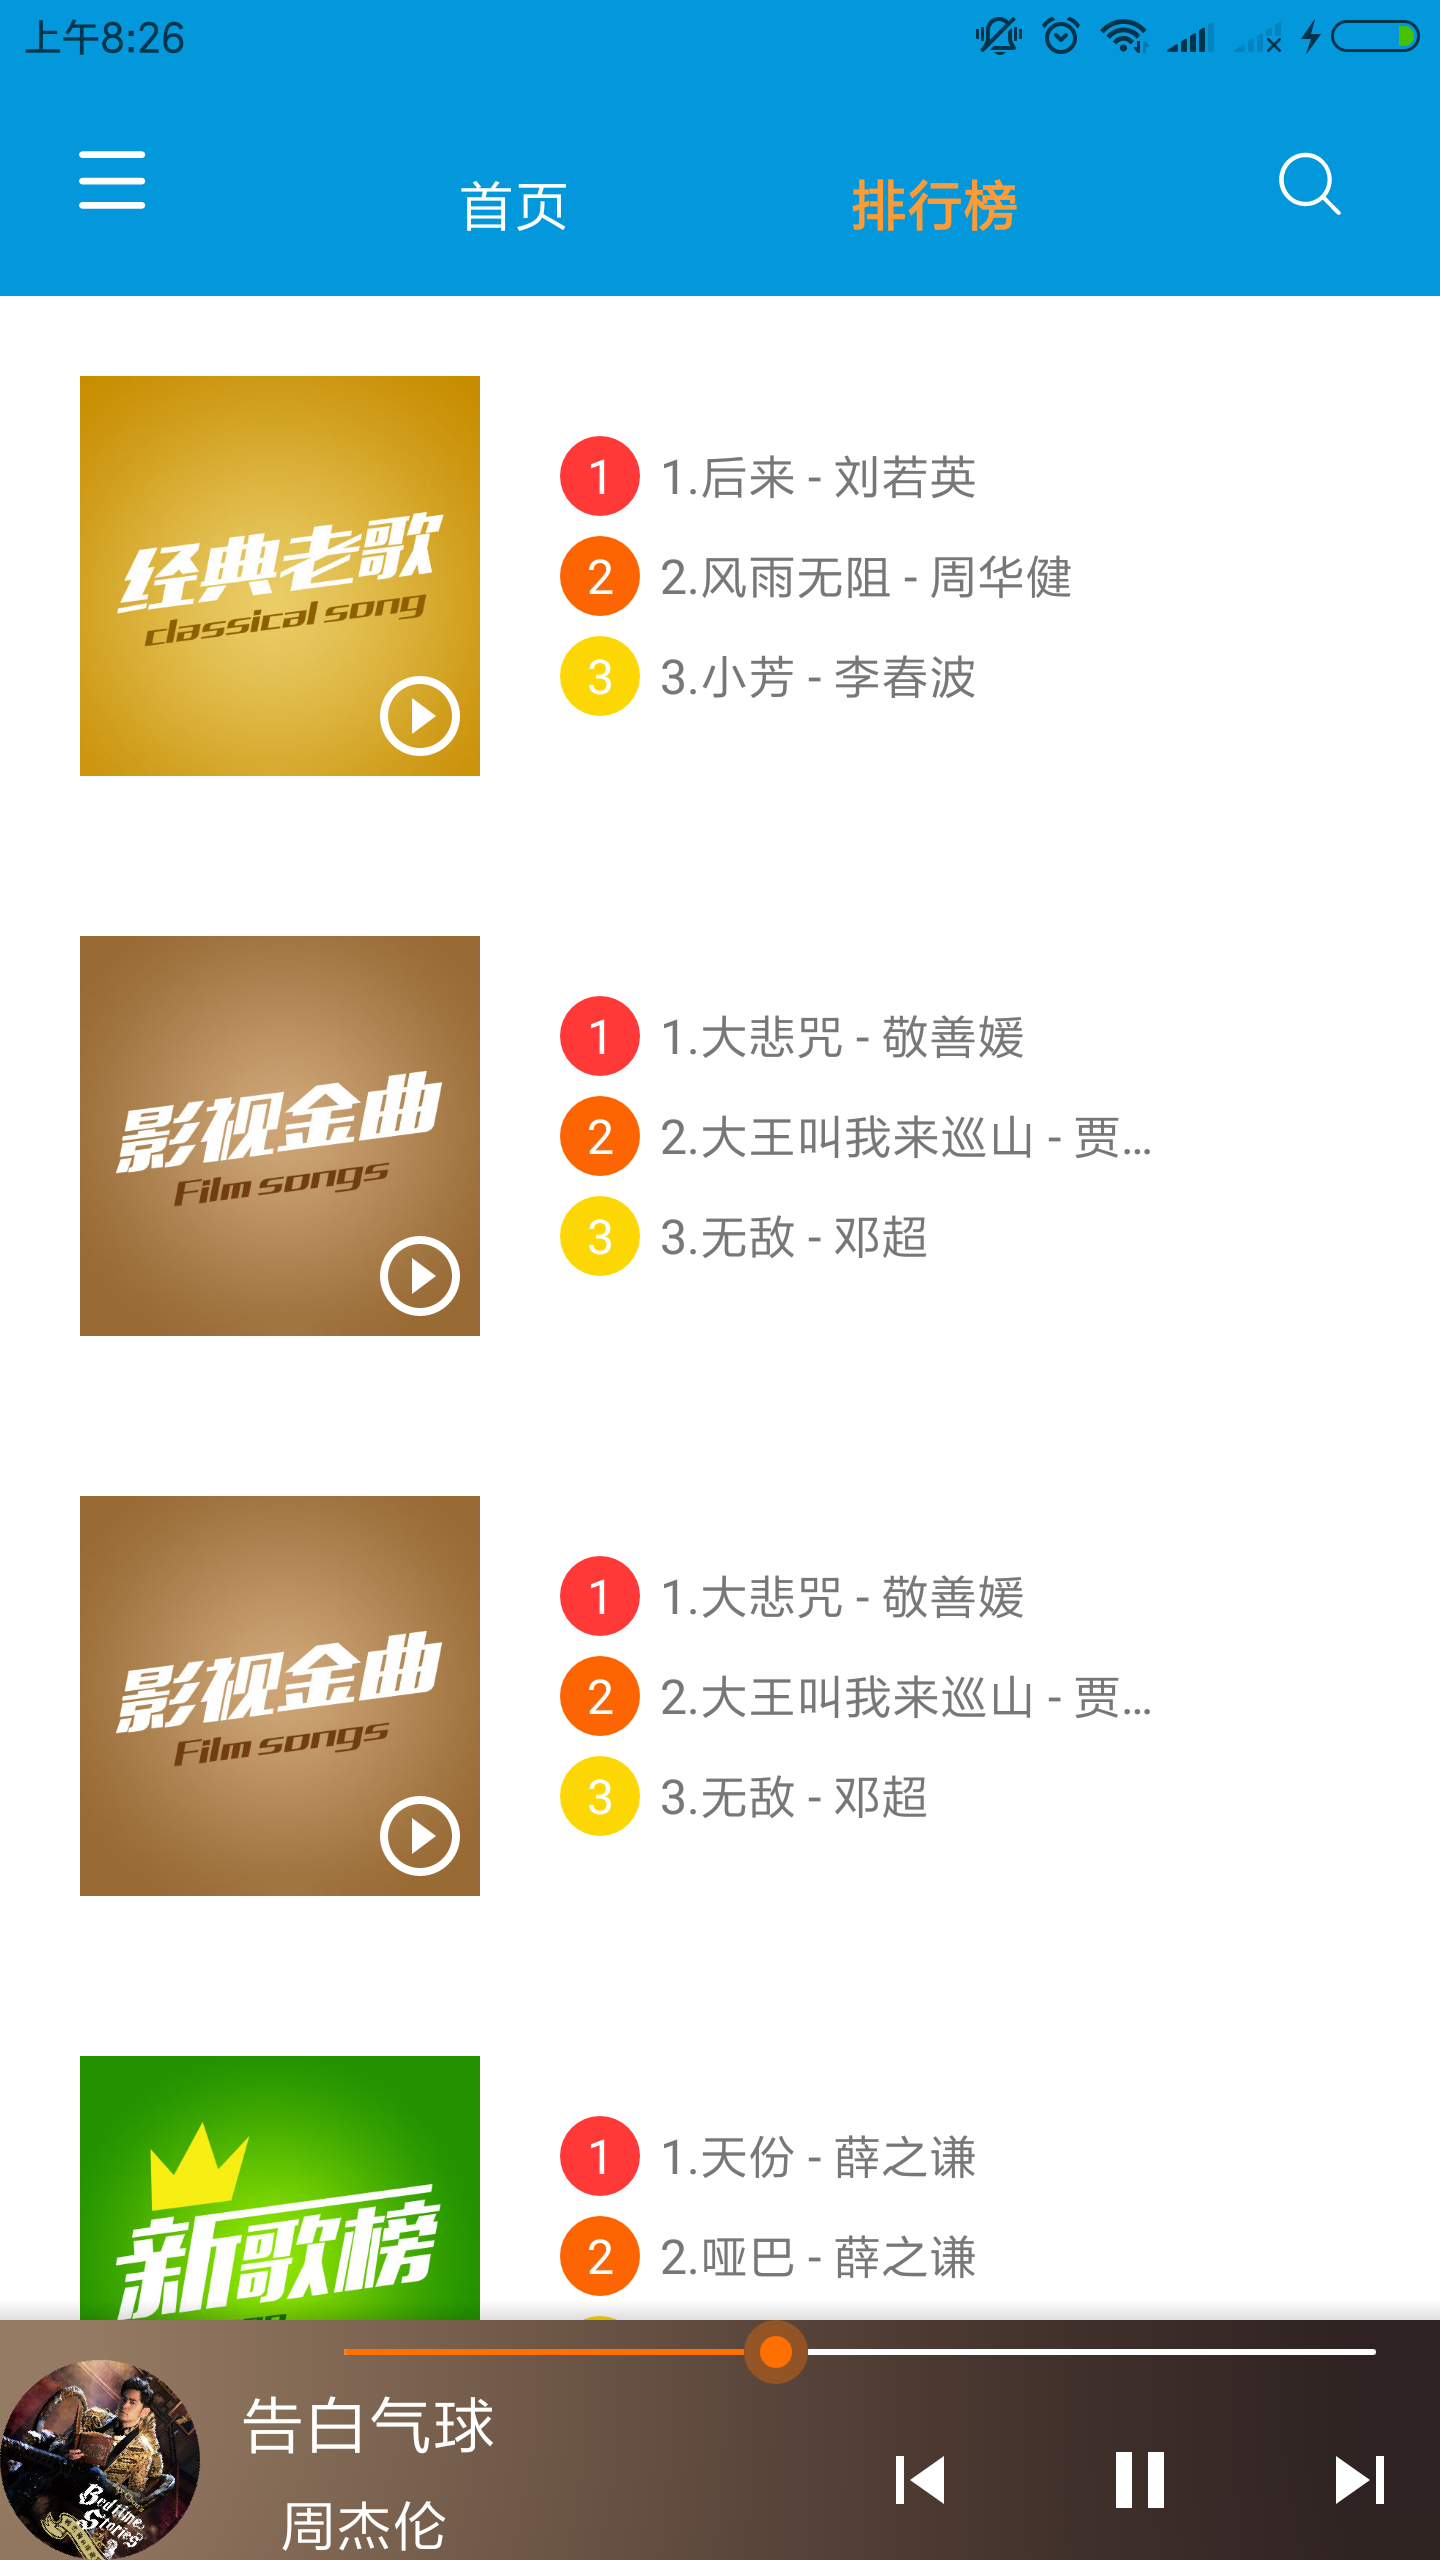 上午8:26
首页
排行榜
经典老歌
classical song
1
1.后来 - 刘若英
2
2.风雨无阻 - 周华健
3
3.小芳 - 李春波
影视金曲
Film songs
1
1.大悲咒 - 敬善媛
2
2.大王叫我来巡山 - 贾...
3
3.无敌 - 邓超
影视金曲
Film songs
1
1.大悲咒 - 敬善媛
2
2.大王叫我来巡山 - 贾...
3
3.无敌 - 邓超
新歌榜
1
1.天份 - 薛之谦
2
2.哑巴 - 薛之谦
Bedtime
Stories
告白气球
周杰伦